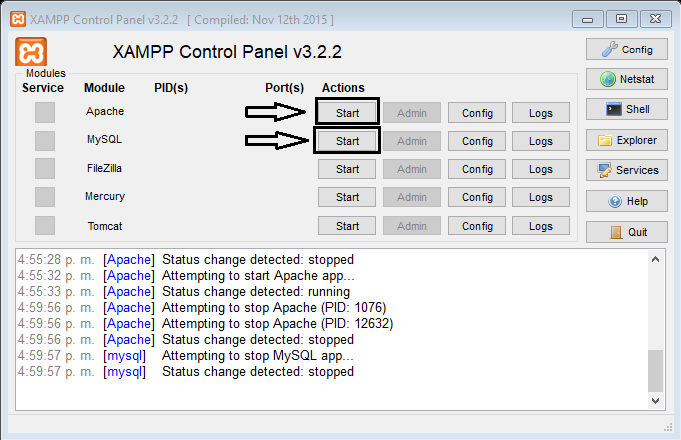 XAMPP Control Panel v3.2.2 [ Compiled: Nov 12th 2015 ]
XAMPP Control Panel v3.2.2
Config
Modules
Service Module PID(s) Port(s) Actions
Netstat
Apache Start Admin Config Logs
Shell
MySQL Start Admin Config Logs
Explorer
FileZilla Start Admin Config Logs
Services
Mercury Start Admin Config Logs
Help
Tomcat Start Admin Config Logs
Quit
4:55:28 p. m. [Apache] Status change detected: stopped
4:55:32 p. m. [Apache] Attempting to start Apache app...
4:55:33 p. m. [Apache] Status change detected: running
4:59:56 p. m. [Apache] Attempting to stop Apache (PID: 1076)
4:59:56 p. m. [Apache] Attempting to stop Apache (PID: 12632)
4:59:56 p. m. [Apache] Status change detected: stopped
4:59:57 p. m. [mysql] Attempting to stop MySQL app...
4:59:57 p. m. [mysql] Status change detected: stopped